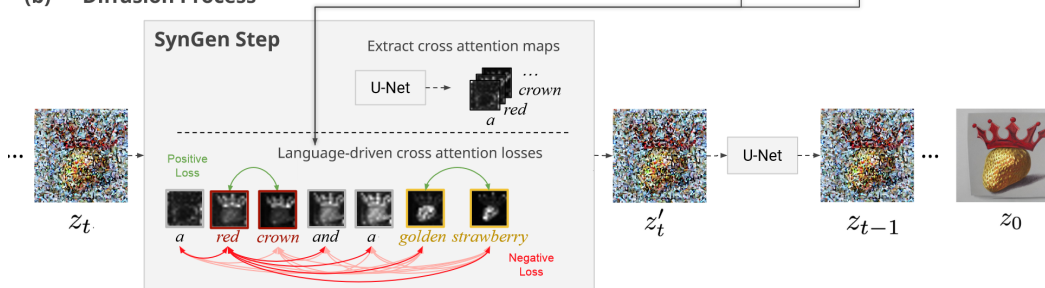 (b) Diffusion Process
SynGen Step
Extract cross attention maps
U-Net
...
crown
red
a
Language-driven cross attention losses
Positive
Loss
a red crown and a golden strawberry
Negative
Loss
...
z_t
z'_t
U-Net
z_{t-1}
...
z_0